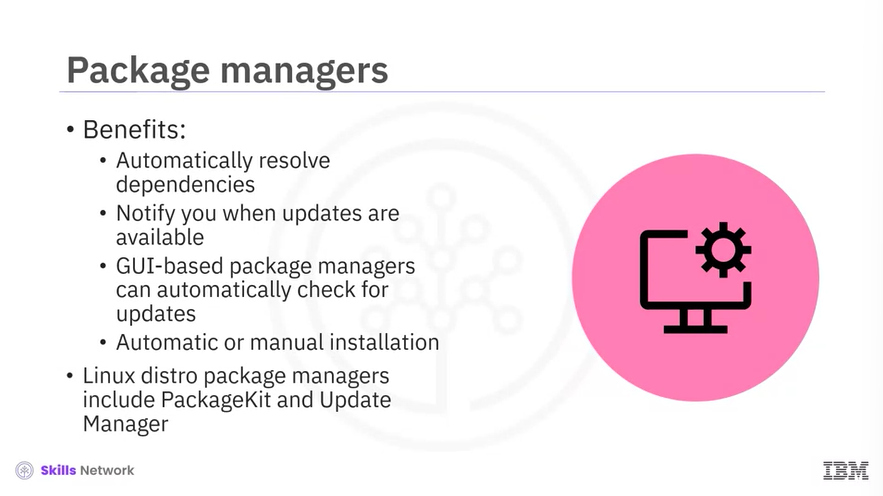 Package managers
• Benefits:
• Automatically resolve
dependencies
• Notify you when updates are
available
• GUI-based package managers
can automatically check for
updates
• Automatic or manual installation
• Linux distro package managers
include PackageKit and Update
Manager
Skills Network
IBM